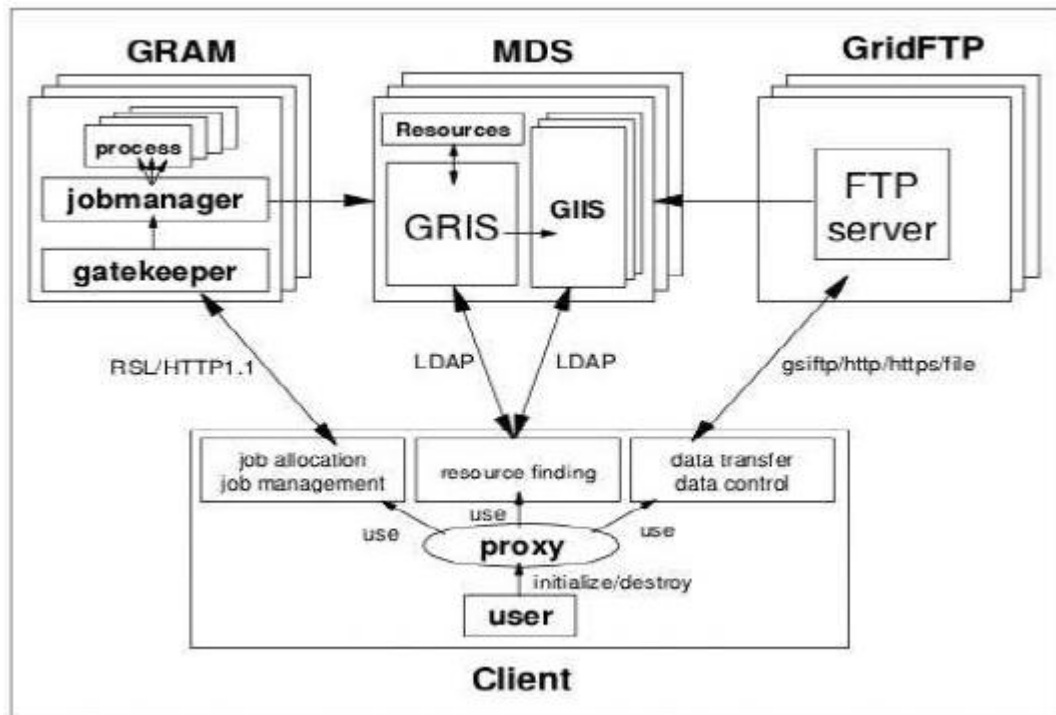 GRAM
MDS
GridFTP
process
jobmanager
gatekeeper
Resources
GRIS
GIIS
FTP
server
RSL/HTTP1.1
LDAP
LDAP
gsiftp/http/https/file
job allocation
job management
resource finding
data transfer
data control
use
use
use
proxy
initialize/destroy
user
Client